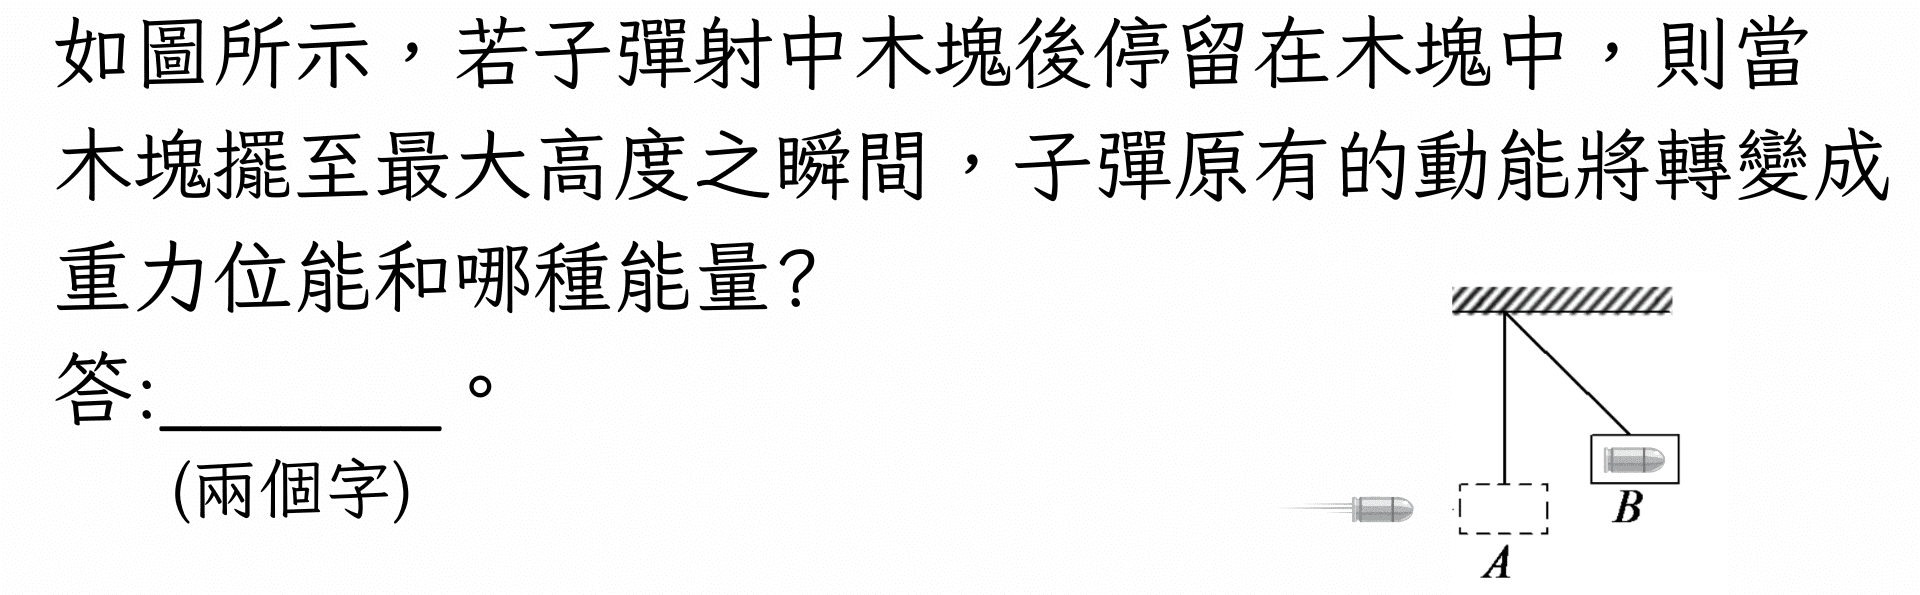 如圖所示，若子彈射中木塊後停留在木塊中，則當
木塊擺至最大高度之瞬間，子彈原有的動能將轉變成
重力位能和哪種能量?
答:_______。
(兩個字)
B
A